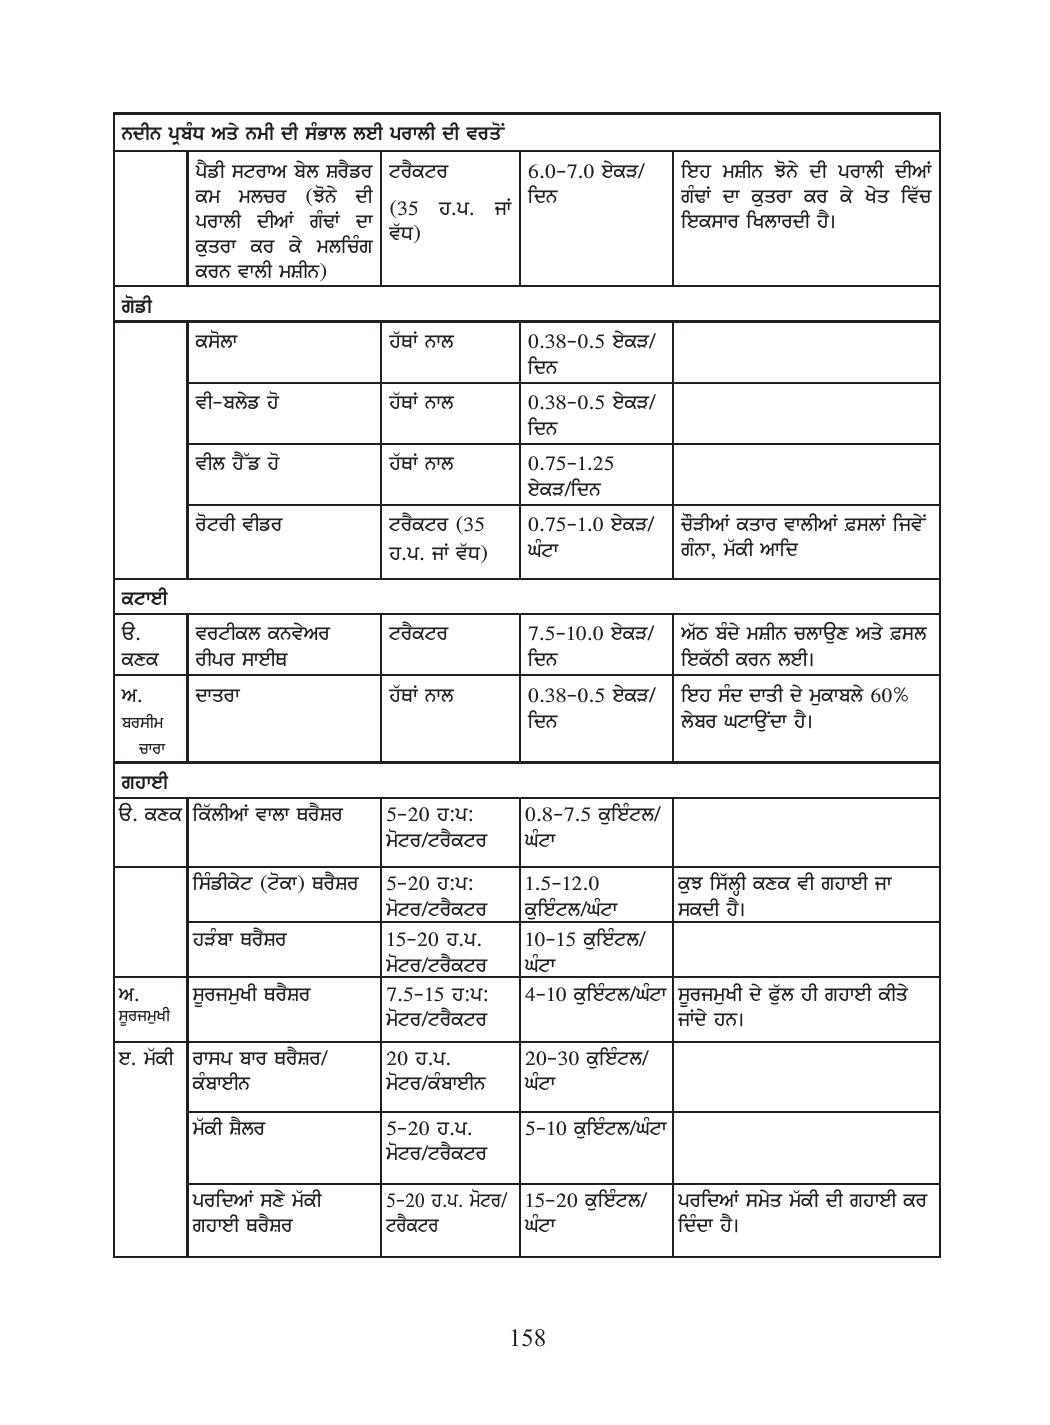 ਨਦੀਨ ਪ੍ਰਬੰਧ ਅਤੇ ਨਮੀ ਦੀ ਸੰਭਾਲ ਲਈ ਪਰਾਲੀ ਦੀ ਵਰਤੋਂ
ਪੈਡੀ ਸਟਰਾਅ ਬੇਲ ਸ਼ਰੈਡਰ
ਕਮ ਮਲਚਰ (ਝੋਨੇ ਦੀ
ਪਰਾਲੀ ਦੀਆਂ ਗੰਢਾਂ ਦਾ
ਕੁਤਰਾ ਕਰ ਕੇ ਮਲਚਿੰਗ
ਕਰਨ ਵਾਲੀ ਮਸ਼ੀਨ)
ਟਰੈਕਟਰ
(35 ਹ.ਪ. ਜਾਂ
ਵੱਧ)
6.0-7.0 ਏਕੜ/
ਦਿਨ
ਇਹ ਮਸ਼ੀਨ ਝੋਨੇ ਦੀ ਪਰਾਲੀ ਦੀਆਂ
ਗੰਢਾਂ ਦਾ ਕੁਤਰਾ ਕਰ ਕੇ ਖੇਤ ਵਿੱਚ
ਇਕਸਾਰ ਖਿਲਾਰਦੀ ਹੈ।
ਗੋਡੀ
ਕਸੋਲਾ
ਹੱਥਾਂ ਨਾਲ
0.38-0.5 ਏਕੜ/
ਦਿਨ
ਵੀ-ਬਲੇਡ ਹੋ
ਹੱਥਾਂ ਨਾਲ
0.38-0.5 ਏਕੜ/
ਦਿਨ
ਵੀਲ ਹੈੱਡ ਹੋ
ਹੱਥਾਂ ਨਾਲ
0.75-1.25
ਏਕੜ/ਦਿਨ
ਰੋਟਰੀ ਵੀਡਰ
ਟਰੈਕਟਰ (35
ਹ.ਪ. ਜਾਂ ਵੱਧ)
0.75-1.0 ਏਕੜ/
ਘੰਟਾ
ਚੌੜੀਆਂ ਕਤਾਰ ਵਾਲੀਆਂ ਫ਼ਸਲਾਂ ਜਿਵੇਂ
ਗੰਨਾ, ਮੱਕੀ ਆਦਿ
ਕਟਾਈ
ੳ.
ਕਣਕ
ਵਰਟੀਕਲ ਕਨਵੇਅਰ
ਰੀਪਰ ਸਾਈਥ
ਟਰੈਕਟਰ
7.5-10.0 ਏਕੜ/
ਦਿਨ
ਅੱਠ ਬੰਦੇ ਮਸ਼ੀਨ ਚਲਾਉਣ ਅਤੇ ਫ਼ਸਲ
ਇਕੱਠੀ ਕਰਨ ਲਈ।
ਅ.
ਬਰਸੀਮ
ਚਾਰਾ
ਦਾਤਰਾ
ਹੱਥਾਂ ਨਾਲ
0.38-0.5 ਏਕੜ/
ਦਿਨ
ਇਹ ਸੰਦ ਦਾਤੀ ਦੇ ਮੁਕਾਬਲੇ 60%
ਲੇਬਰ ਘਟਾਉਂਦਾ ਹੈ।
ਗਹਾਈ
ੳ. ਕਣਕ
ਕਿੱਲੀਆਂ ਵਾਲਾ ਥਰੈਸ਼ਰ
5-20 ਹ:ਪ:
ਮੋਟਰ/ਟਰੈਕਟਰ
0.8-7.5 ਕੁਇੰਟਲ/
ਘੰਟਾ
ਸਿੰਡੀਕੇਟ (ਟੋਕਾ) ਥਰੈਸ਼ਰ
5-20 ਹ:ਪ:
ਮੋਟਰ/ਟਰੈਕਟਰ
1.5-12.0
ਕੁਇੰਟਲ/ਘੰਟਾ
ਕੁਝ ਸਿੱਲ੍ਹੀ ਕਣਕ ਵੀ ਗਹਾਈ ਜਾ
ਸਕਦੀ ਹੈ।
ਹੜੰਬਾ ਥਰੈਸ਼ਰ
15-20 ਹ.ਪ.
ਮੋਟਰ/ਟਰੈਕਟਰ
10-15 ਕੁਇੰਟਲ/
ਘੰਟਾ
ਅ.
ਸੂਰਜਮੁਖੀ
ਸੂਰਜਮੁਖੀ ਥਰੈਸ਼ਰ
7.5-15 ਹ:ਪ:
ਮੋਟਰ/ਟਰੈਕਟਰ
4-10 ਕੁਇੰਟਲ/ਘੰਟਾ
ਸੂਰਜਮੁਖੀ ਦੇ ਫੁੱਲ ਹੀ ਗਹਾਈ ਕੀਤੇ
ਜਾਂਦੇ ਹਨ।
ੲ. ਮੱਕੀ
ਰਾਸਪ ਬਾਰ ਥਰੈਸ਼ਰ/
ਕੰਬਾਈਨ
20 ਹ.ਪ.
ਮੋਟਰ/ਕੰਬਾਈਨ
20-30 ਕੁਇੰਟਲ/
ਘੰਟਾ
ਮੱਕੀ ਸ਼ੈਲਰ
5-20 ਹ.ਪ.
ਮੋਟਰ/ਟਰੈਕਟਰ
5-10 ਕੁਇੰਟਲ/ਘੰਟਾ
ਪਰਦਿਆਂ ਸਣੇ ਮੱਕੀ
ਗਹਾਈ ਥਰੈਸ਼ਰ
5-20 ਹ.ਪ. ਮੋਟਰ/
ਟਰੈਕਟਰ
15-20 ਕੁਇੰਟਲ/
ਘੰਟਾ
ਪਰਦਿਆਂ ਸਮੇਤ ਮੱਕੀ ਦੀ ਗਹਾਈ ਕਰ
ਦਿੰਦਾ ਹੈ।
158